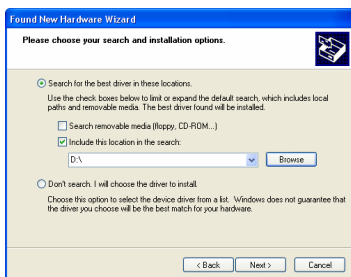 Found New Hardware Wizard
Please choose your search and installation options.
Search for the best driver in these locations.
Use the check boxes below to limit or expand the default search, which includes local
paths and removable media. The best driver found will be installed.
Search removable media (floppy, CD-ROM...)
Include this location in the search:
D:\
Browse
Don't search. I will choose the driver to install.
Choose this option to select the device driver from a list. Windows does not guarantee that
the driver you choose will be the best match for your hardware.
< Back
Next >
Cancel